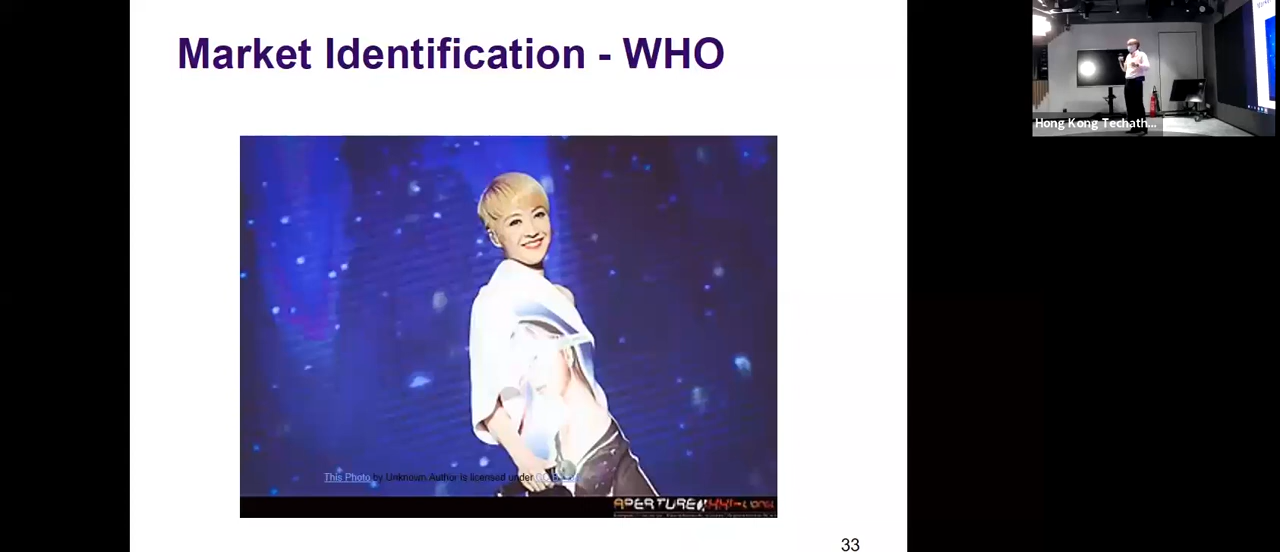 Market Identification - WHO
Hong Kong Techath...
This Photo by Unknown Author is licensed under
APERTURE
33